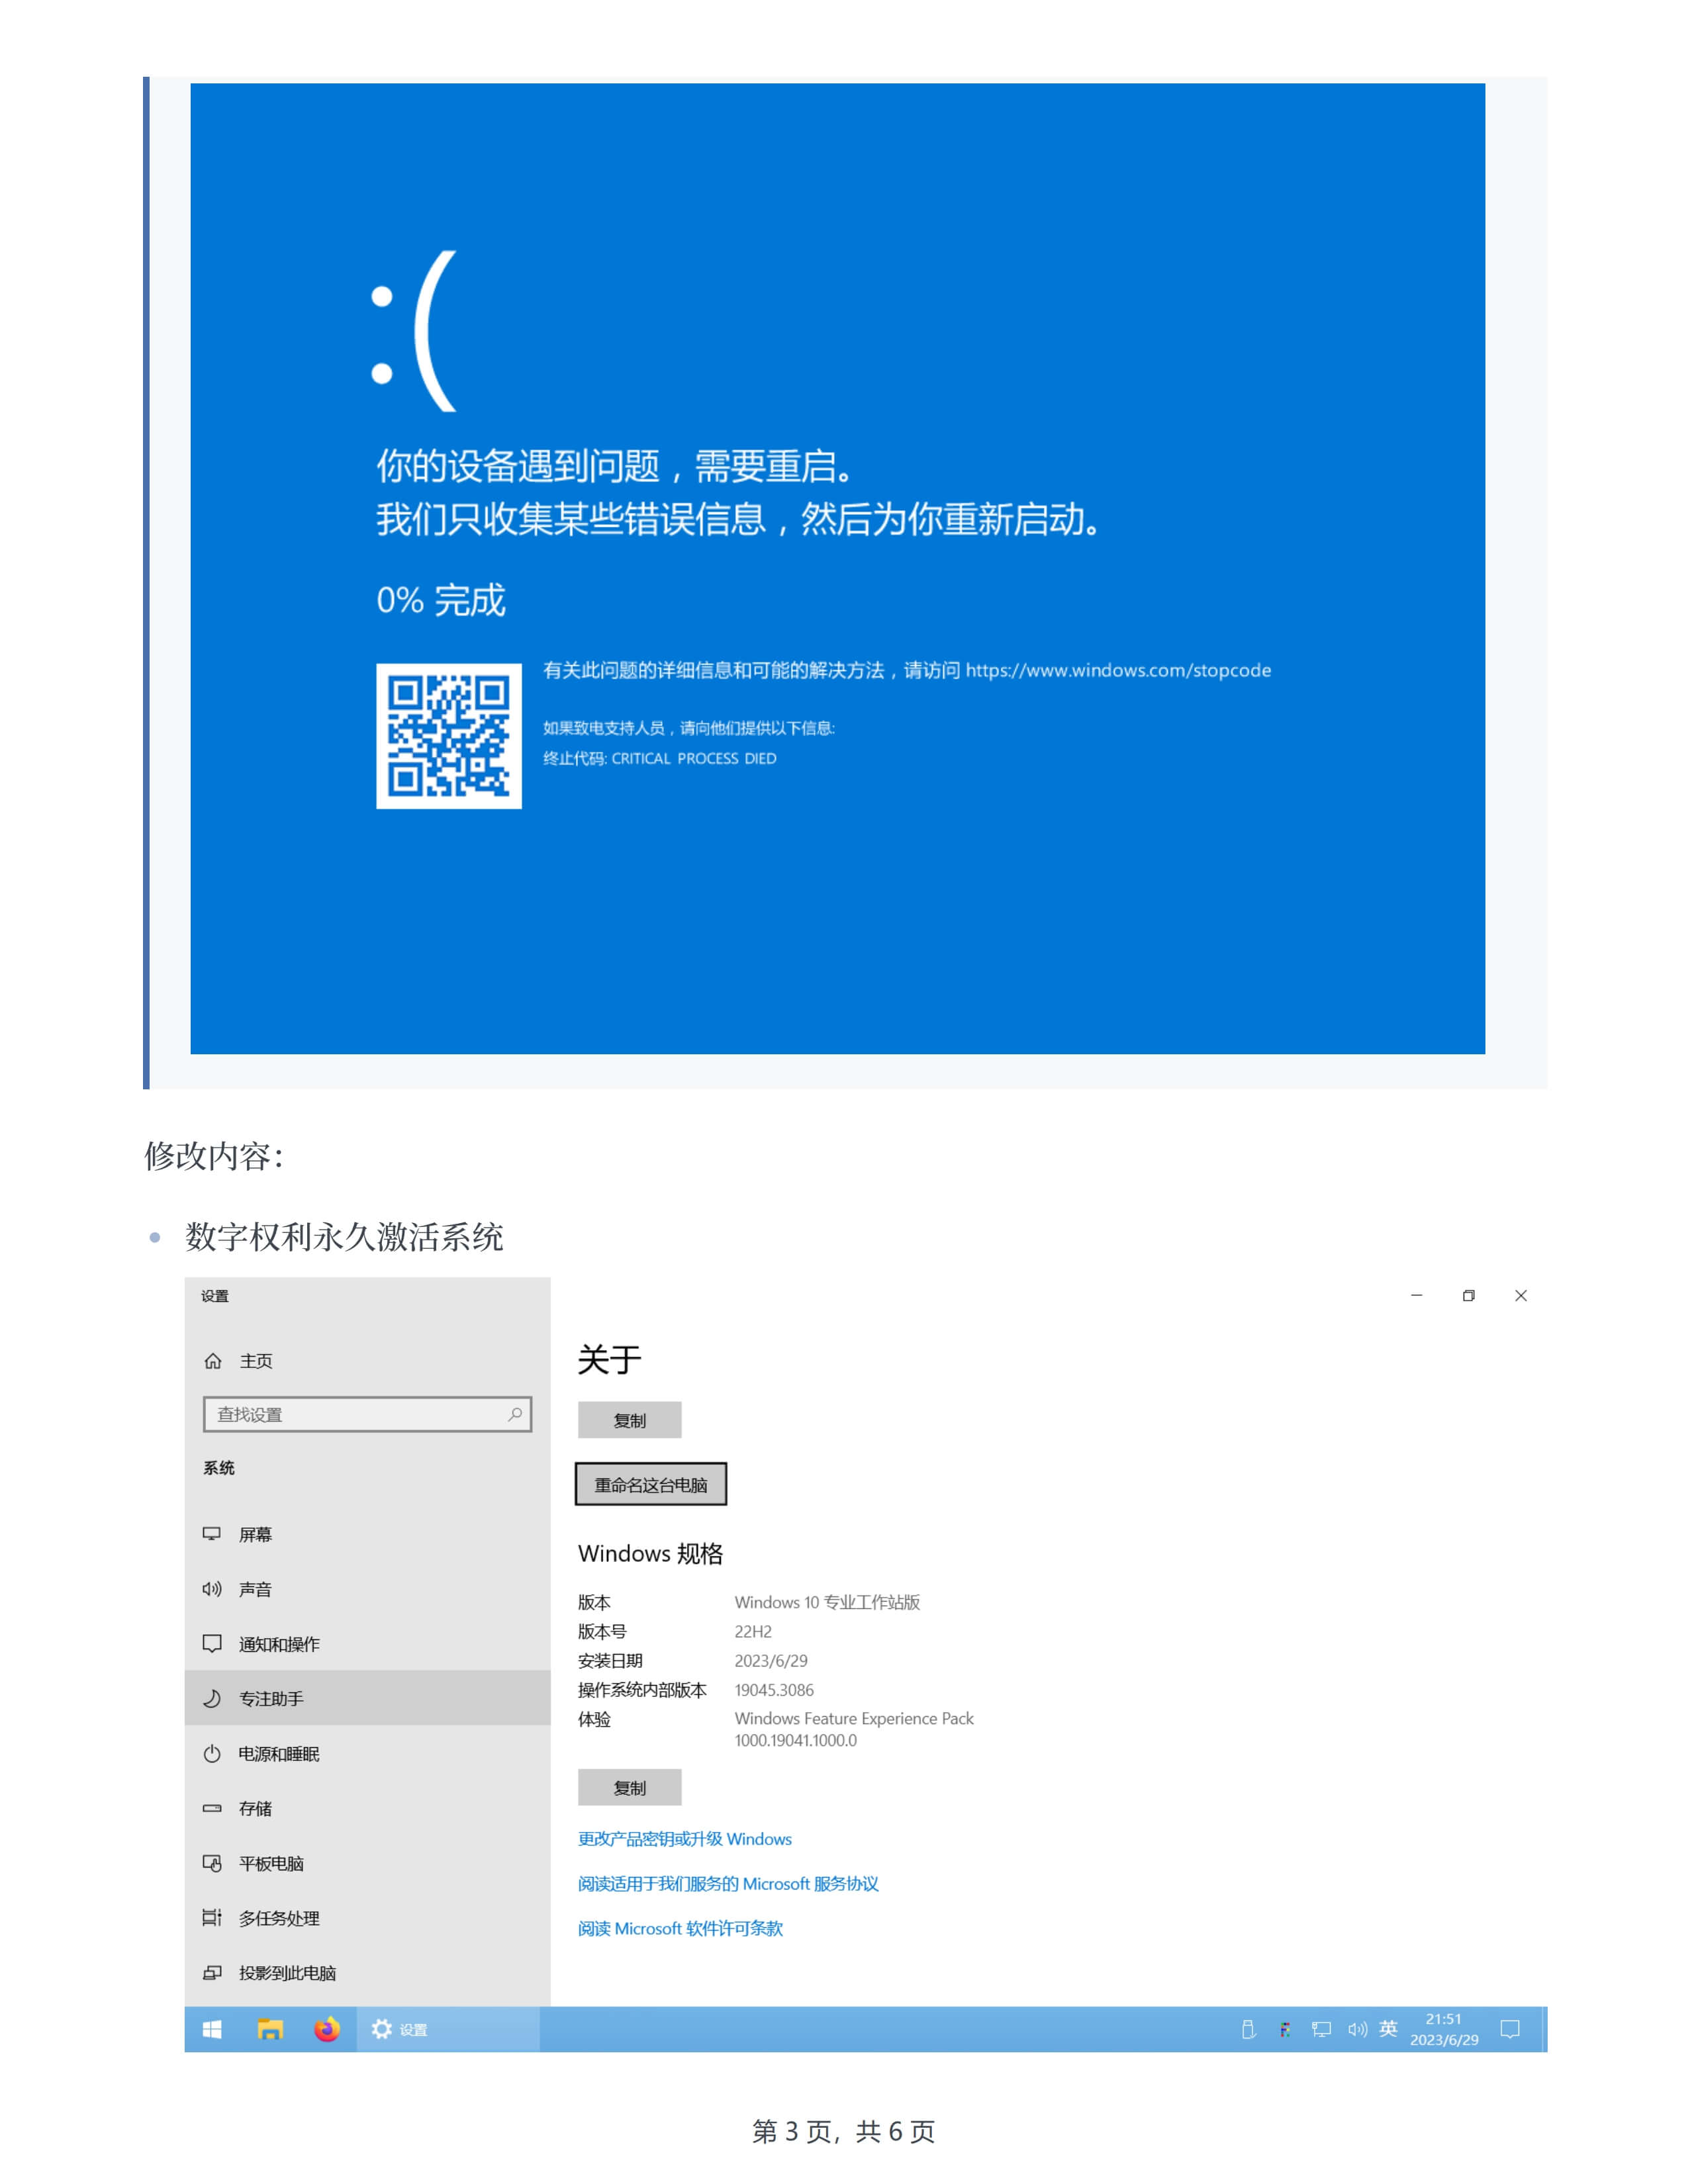 :(
你的设备遇到问题，需要重启。
我们只收集某些错误信息，然后为你重新启动。
0% 完成
有关此问题的详细信息和可能的解决方法，请访问 https://www.windows.com/stopcode
如果致电支持人员，请向他们提供以下信息:
终止代码: CRITICAL PROCESS DIED
修改内容：
• 数字权利永久激活系统
设置
主页
查找设置
系统
屏幕
声音
通知和操作
专注助手
电源和睡眠
存储
平板电脑
多任务处理
投影到此电脑
关于
复制
重命名这台电脑
Windows 规格
版本 Windows 10 专业工作站版
版本号 22H2
安装日期 2023/6/29
操作系统内部版本 19045.3086
体验 Windows Feature Experience Pack
1000.19041.1000.0
复制
更改产品密钥或升级 Windows
阅读适用于我们服务的 Microsoft 服务协议
阅读 Microsoft 软件许可条款
设置
英
21:51
2023/6/29
第 3 页, 共 6 页